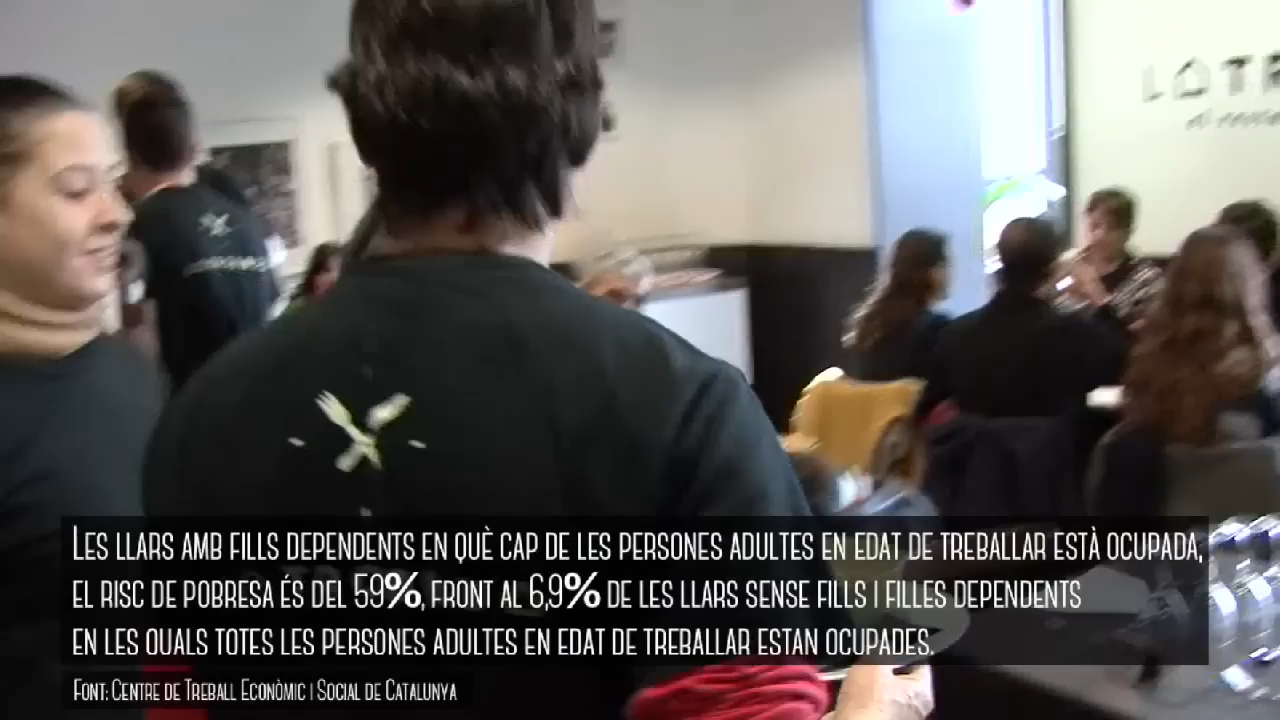 LATR
LES LLARS AMB FILLS DEPENDENTS EN QUÈ CAP DE LES PERSONES ADULTES EN EDAT DE TREBALLAR ESTÀ OCUPADA,
EL RISC DE POBRESA ÉS DEL 59%, FRONT AL 6,9% DE LES LLARS SENSE FILLS I FILLES DEPENDENTS
EN LES QUALS TOTES LES PERSONES ADULTES EN EDAT DE TREBALLAR ESTAN OCUPADES.
FONT: CENTRE DE TREBALL ECONÒMIC I SOCIAL DE CATALUNYA